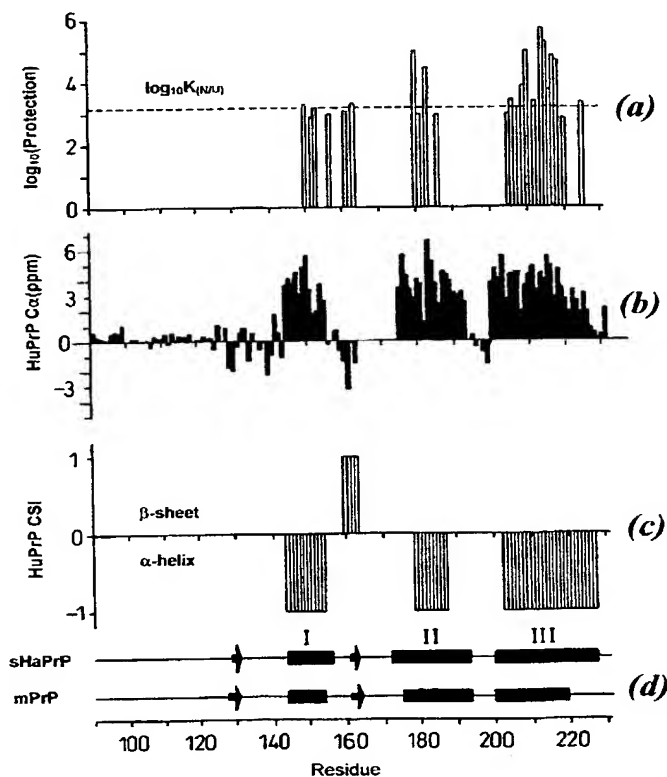 6
4
2
0
log₁₀(Protection)
log₁₀K(N/U)
(a)
6
3
0
−3
HuPrP Cα(ppm)
(b)
1
0
−1
HuPrP CSI
β-sheet
α-helix
(c)
I II III
sHaPrP
mPrP
(d)
100 120 140 160 180 200 220
Residue